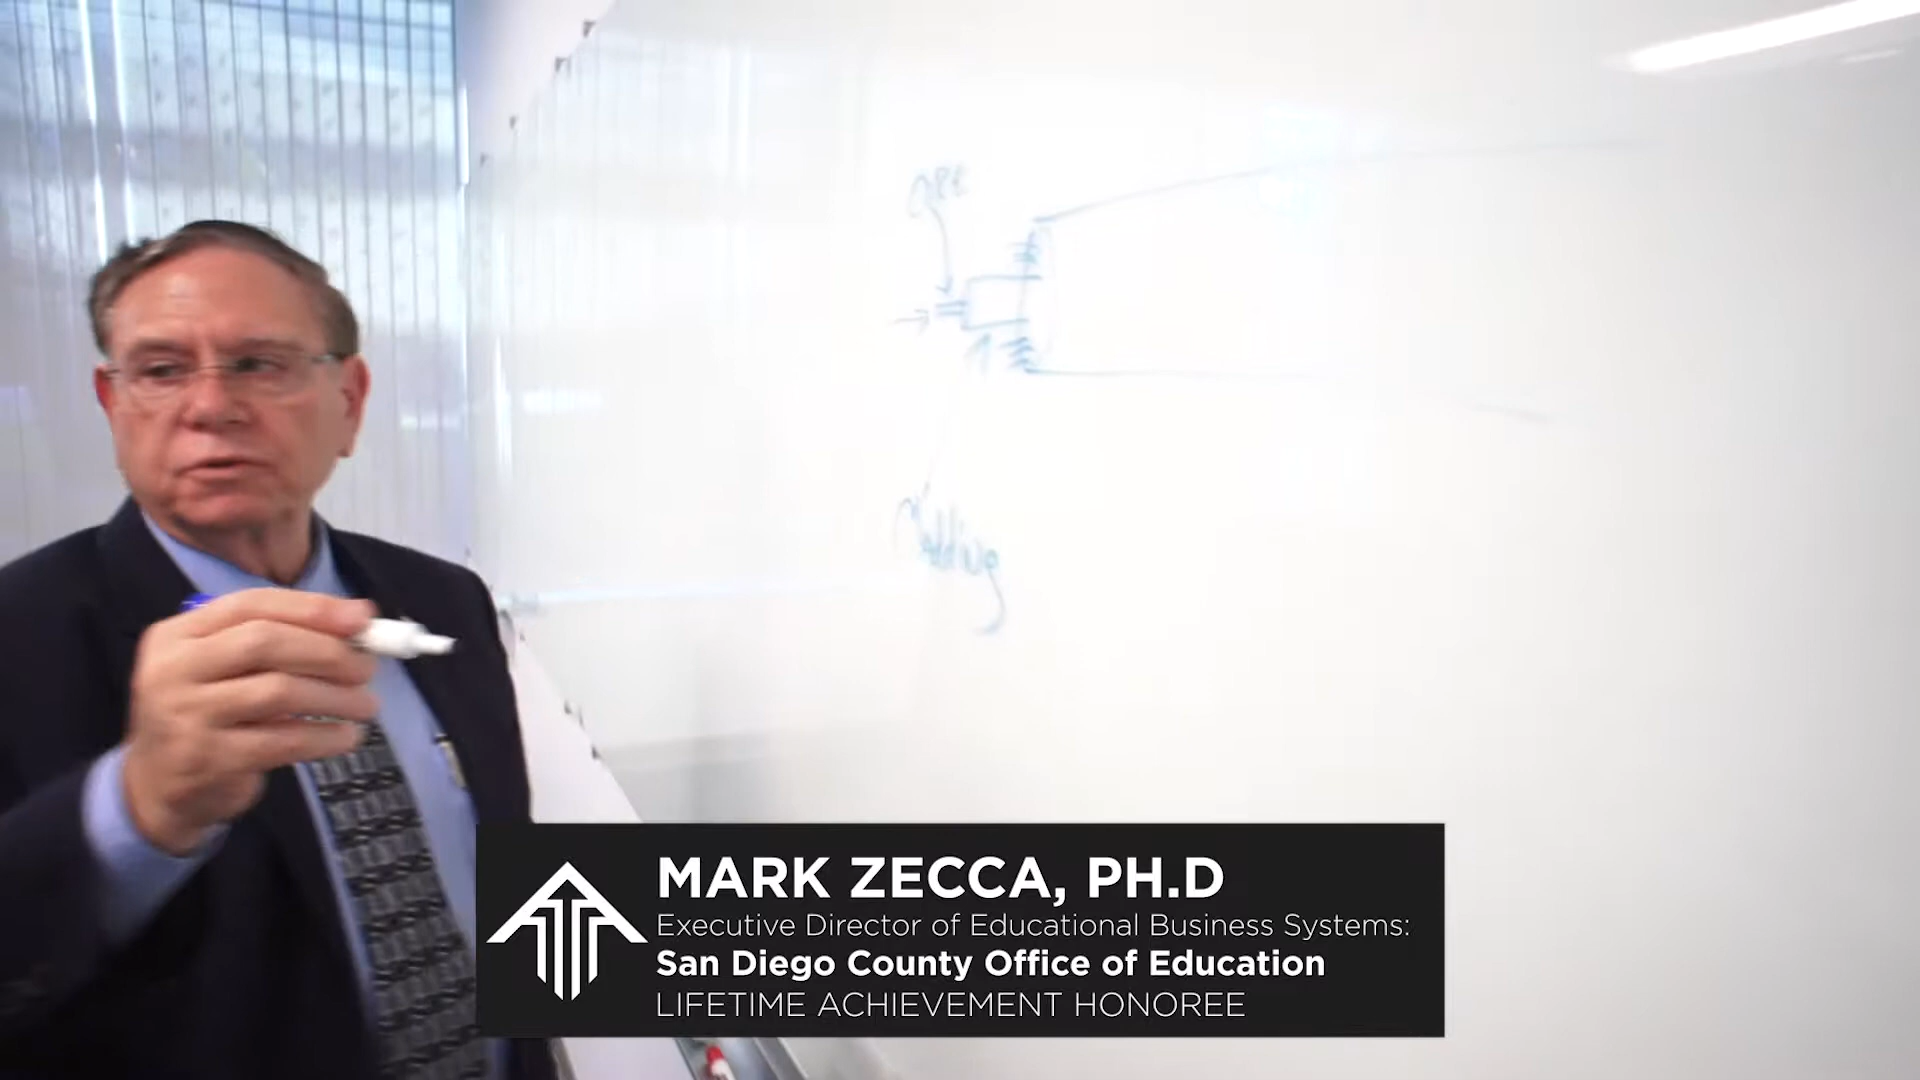 MARK ZECCA, PH.D
Executive Director of Educational Business Systems:
San Diego County Office of Education
LIFETIME ACHIEVEMENT HONOREE